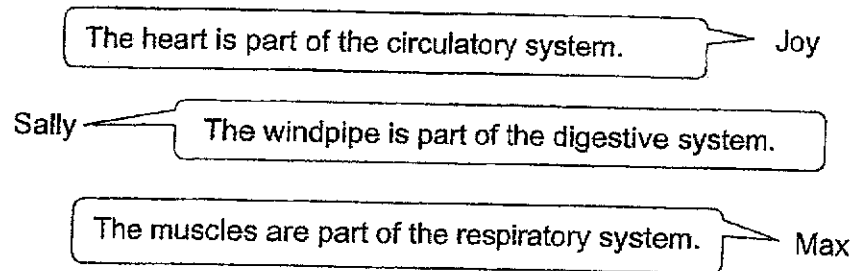 The heart is part of the circulatory system. Joy
Sally The windpipe is part of the digestive system.
The muscles are part of the respiratory system. Max